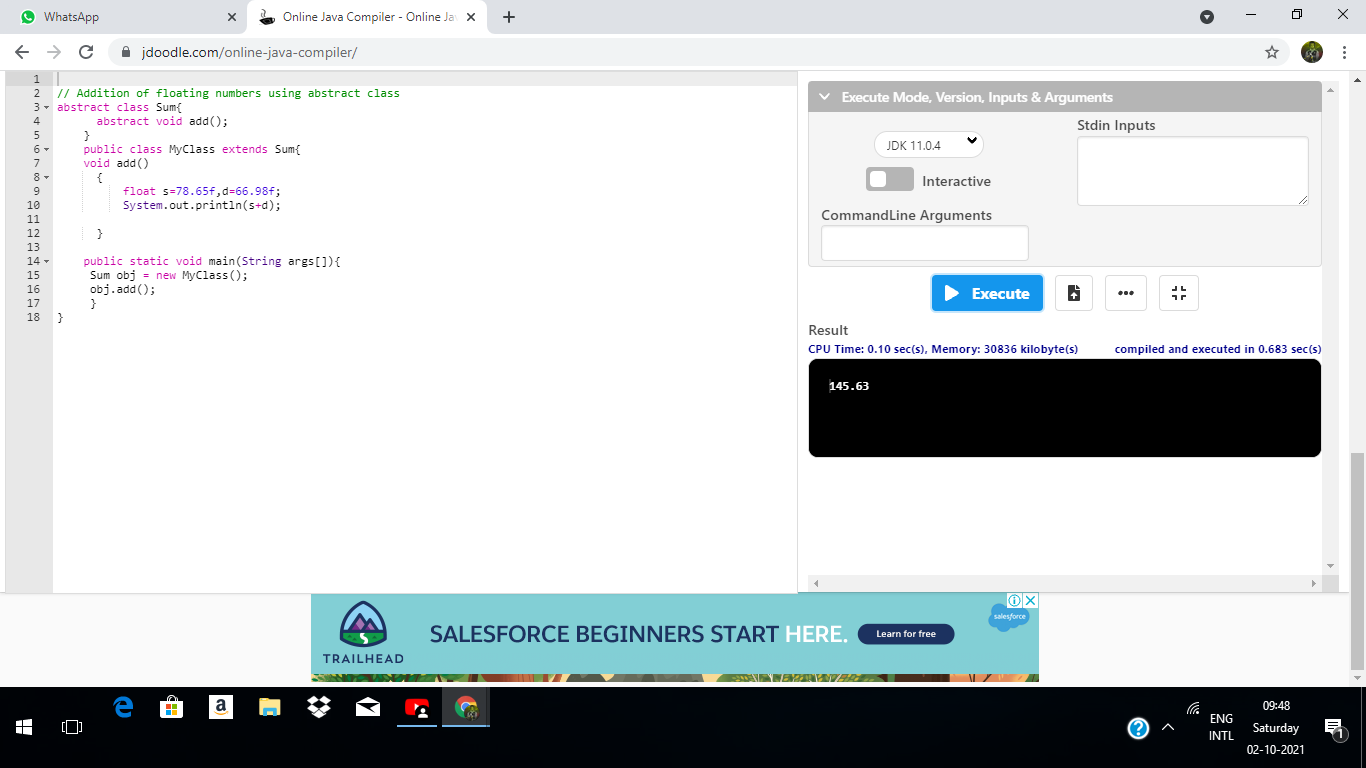 WhatsApp
Online Java Compiler - Online Ja
jdoodle.com/online-java-compiler/
1
2 // Addition of floating numbers using abstract class
3 abstract class Sum{
4 abstract void add();
5 }
6 public class MyClass extends Sum{
7 void add()
8 {
9 float s=78.65f,d=66.98f;
10 System.out.println(s+d);
11
12 }
13
14 public static void main(String args[]){
15 Sum obj = new MyClass();
16 obj.add();
17 }
18 }
Execute Mode, Version, Inputs & Arguments
JDK 11.0.4
Stdin Inputs
Interactive
CommandLine Arguments
Execute
Result
CPU Time: 0.10 sec(s), Memory: 30836 kilobyte(s) compiled and executed in 0.683 sec(s)
145.63
TRAILHEAD
SALESFORCE BEGINNERS START HERE.
Learn for free
salesforce
ENG
INTL
09:48
Saturday
02-10-2021
1